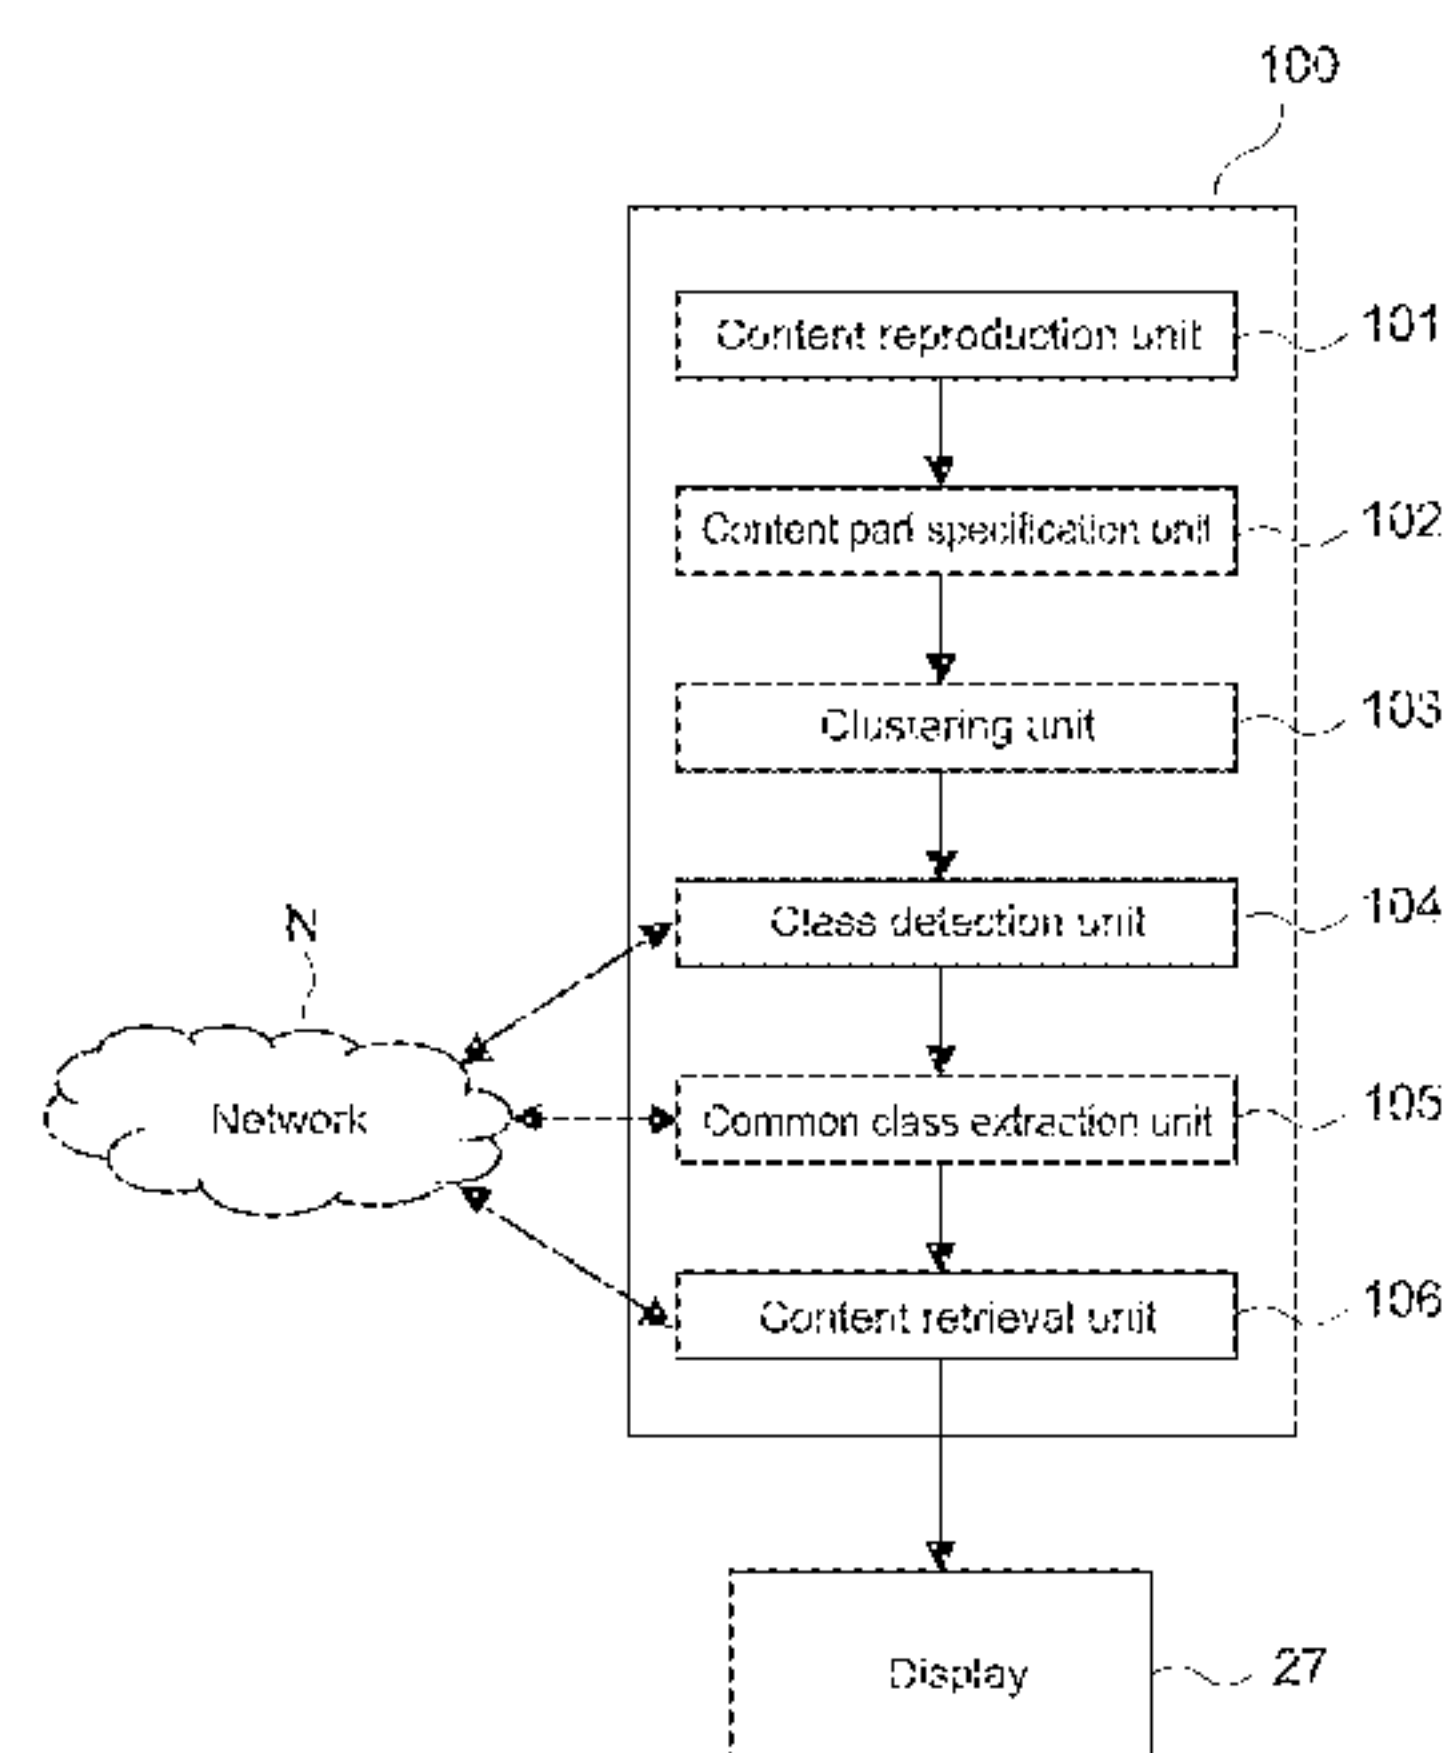 100
Content reproduction unit 101
Content part specification unit 102
Clustering unit 103
Class detection unit 104
N
Network
Common class extraction unit 105
Content retrieval unit 106
Display 27